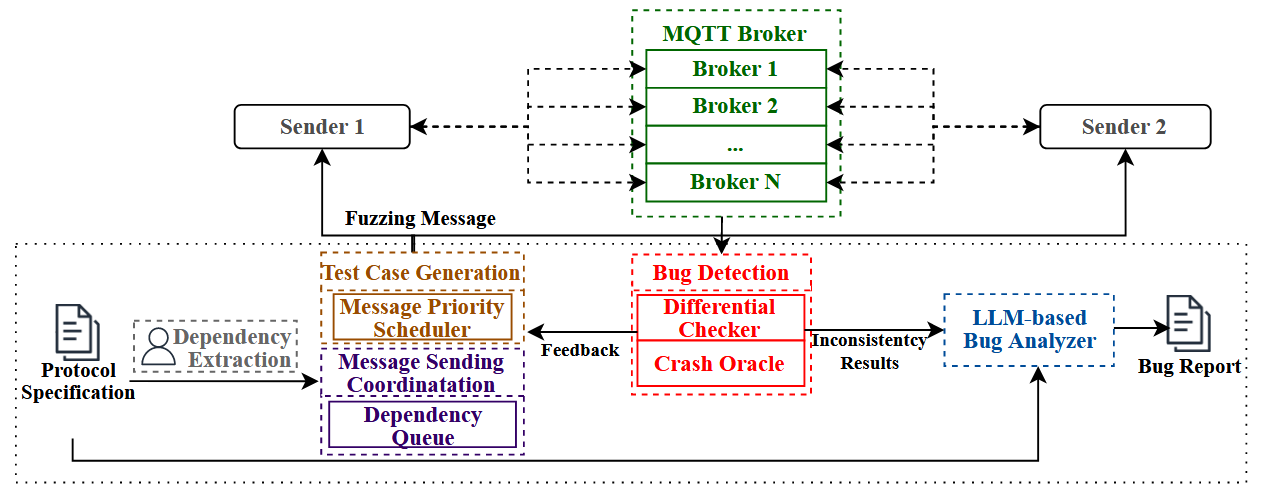 MQTT Broker
Broker 1
Broker 2
...
Broker N
Sender 1
Sender 2
Fuzzing Message
Test Case Generation
Message Priority
Scheduler
Message Sending
Coordinatation
Dependency
Queue
Bug Detection
Differential
Checker
Crash Oracle
Feedback
Inconsistentcy
Results
LLM-based
Bug Analyzer
Bug Report
Dependency
Extraction
Protocol
Specification